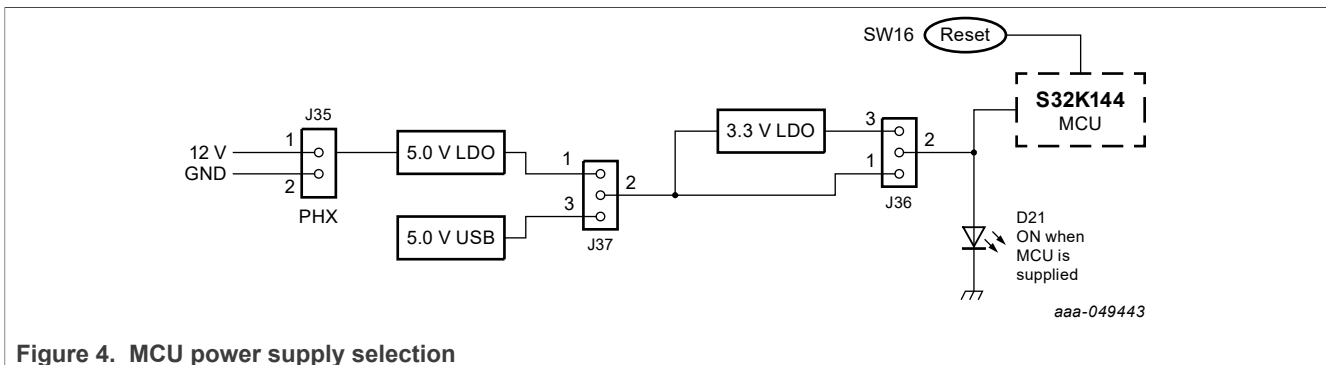 SW16
Reset
S32K144
MCU
J35
1
12 V
GND
2
PHX
5.0 V LDO
5.0 V USB
1
2
3
J37
3.3 V LDO
3
2
1
J36
D21
ON when
MCU is
supplied
aaa-049443
Figure 4. MCU power supply selection